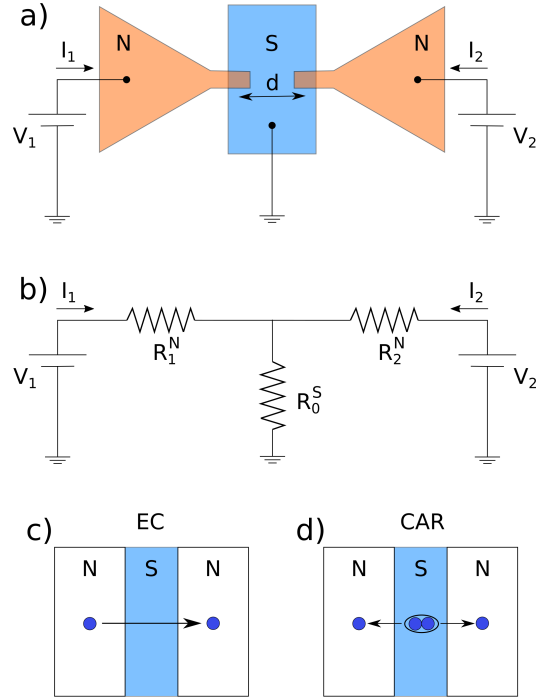 a)
I₁ N S N I₂
d
V₁ V₂
b)
I₁ I₂
R₁ᴺ R₂ᴺ
V₁ R₀ˢ V₂
c) EC d) CAR
N S N N S N